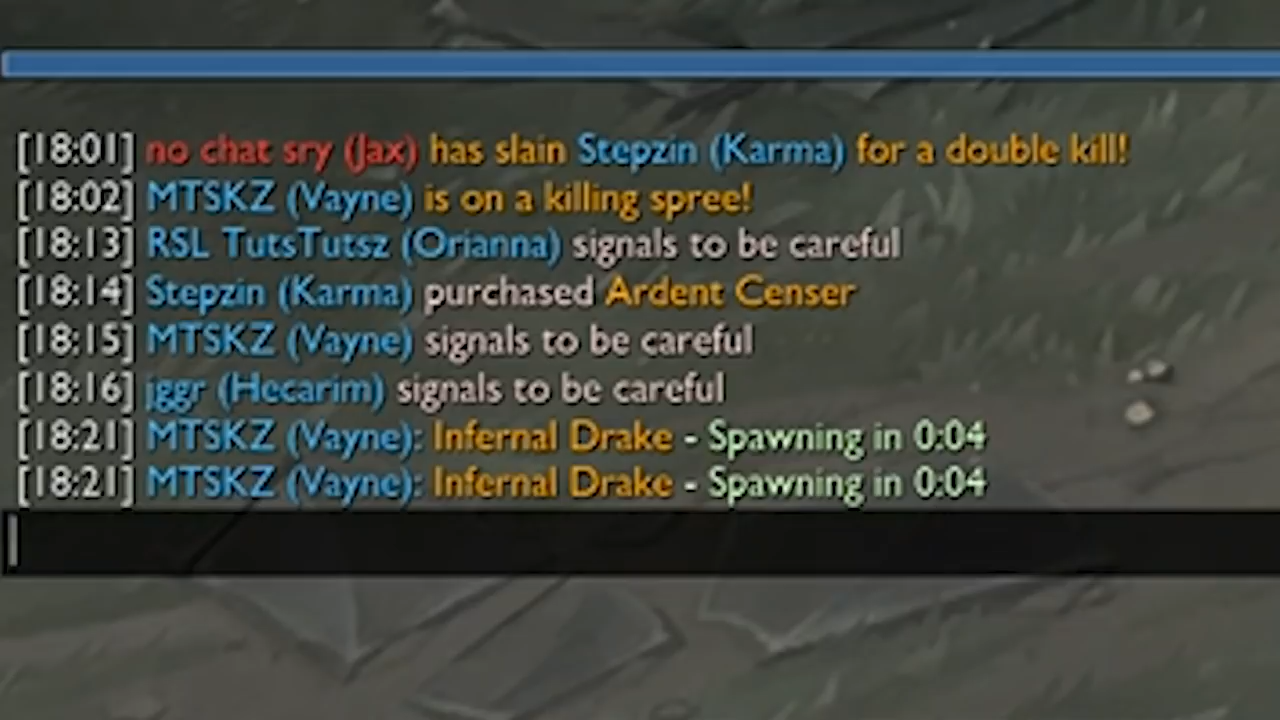 [18:01] no chat sry (Jax) has slain Stepzin (Karma) for a double kill!
[18:02] MTSKZ (Vayne) is on a killing spree!
[18:13] RSL TutsTutsz (Orianna) signals to be careful
[18:14] Stepzin (Karma) purchased Ardent Censer
[18:15] MTSKZ (Vayne) signals to be careful
[18:16] jggr (Hecarim) signals to be careful
[18:21] MTSKZ (Vayne): Infernal Drake - Spawning in 0:04
[18:21] MTSKZ (Vayne): Infernal Drake - Spawning in 0:04